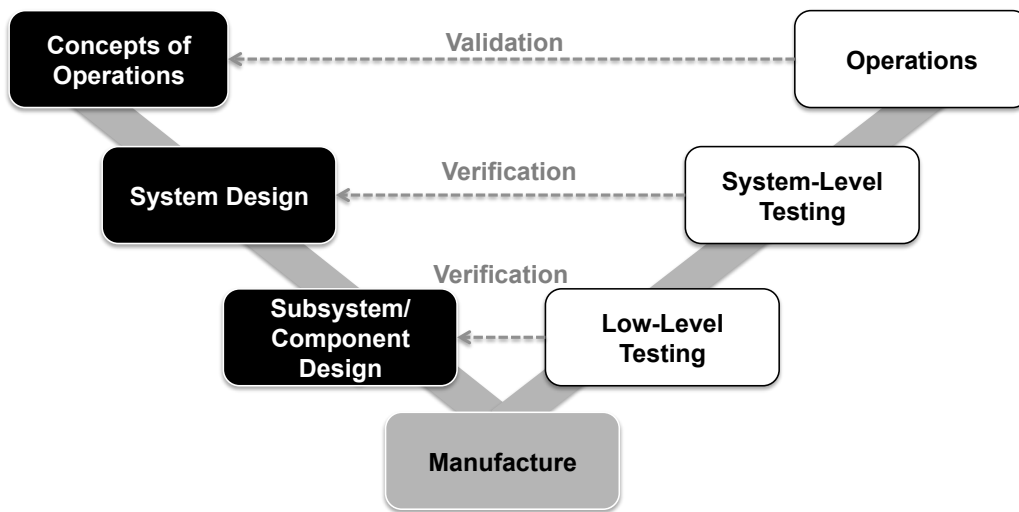 Concepts of
Operations
Validation
Operations
System Design
Verification
System-Level
Testing
Verification
Subsystem/
Component
Design
Low-Level
Testing
Manufacture